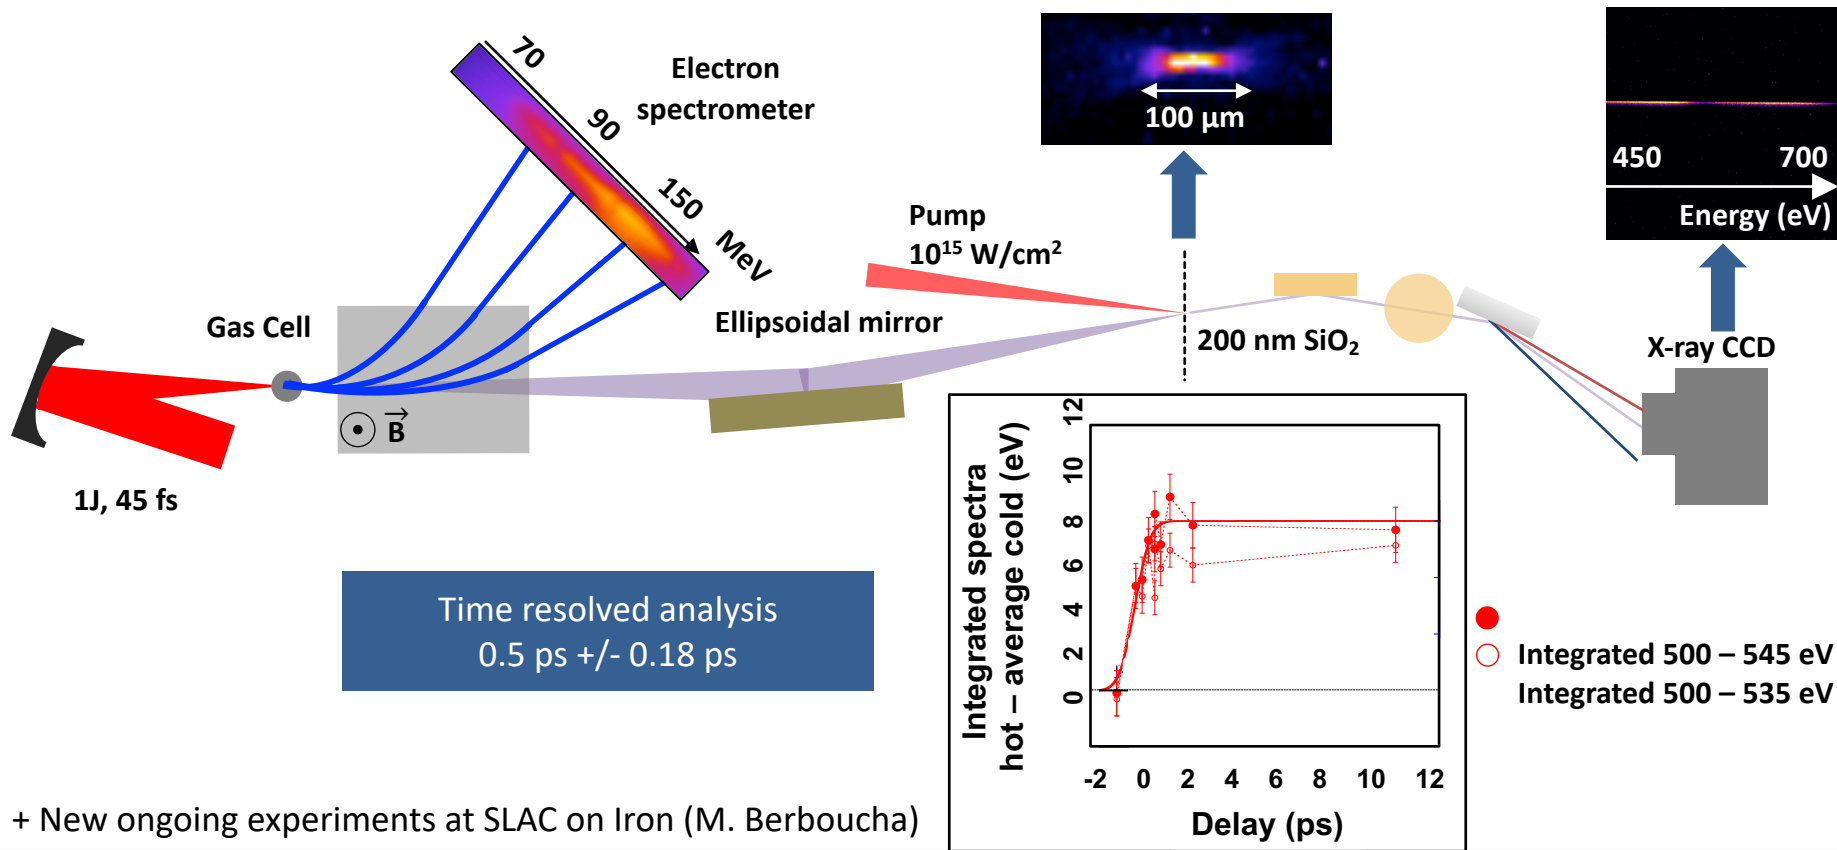 70
90
150
MeV
Electron
spectrometer
100 µm
450
700
Energy (eV)
Pump
10¹⁵ W/cm²
Gas Cell
Ellipsoidal mirror
200 nm SiO₂
X-ray CCD
B
1J, 45 fs
Time resolved analysis
0.5 ps +/- 0.18 ps
Integrated spectra
hot – average cold (eV)
12
10
8
6
4
2
0
-2 0 2 4 6 8 10 12
Delay (ps)
Integrated 500 – 545 eV
Integrated 500 – 535 eV
+ New ongoing experiments at SLAC on Iron (M. Berboucha)